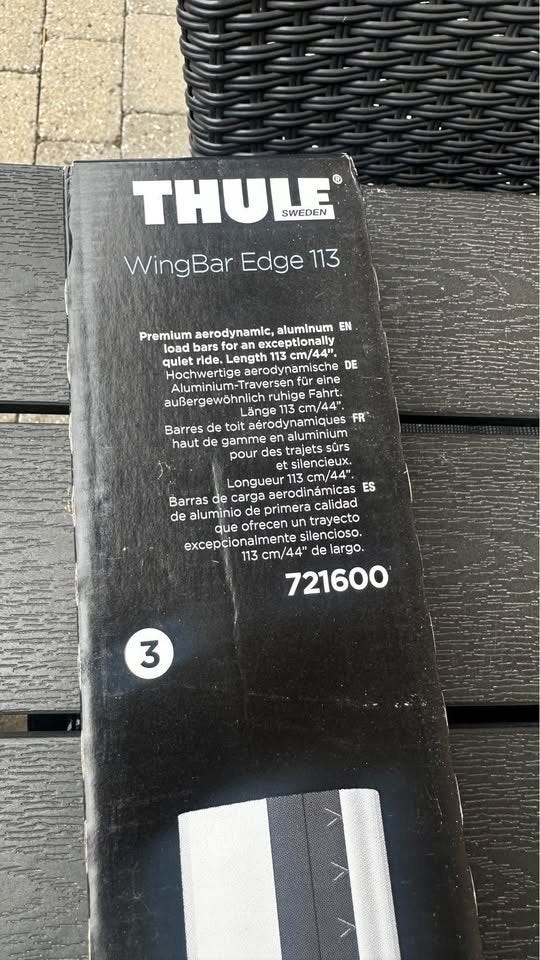 THULE®
SWEDEN
WingBar Edge 113
Premium aerodynamic, aluminum EN
load bars for an exceptionally
quiet ride. Length 113 cm/44”.
Hochwertige aerodynamische DE
Aluminium-Traversen für eine
außergewöhnlich ruhige Fahrt.
Länge 113 cm/44”.
Barres de toit aérodynamiques FR
haut de gamme en aluminium
pour des trajets sûrs
et silencieux.
Longueur 113 cm/44”.
Barras de carga aerodinámicas ES
de aluminio de primera calidad
que ofrecen un trayecto
excepcionalmente silencioso.
113 cm/44” de largo.
721600
3